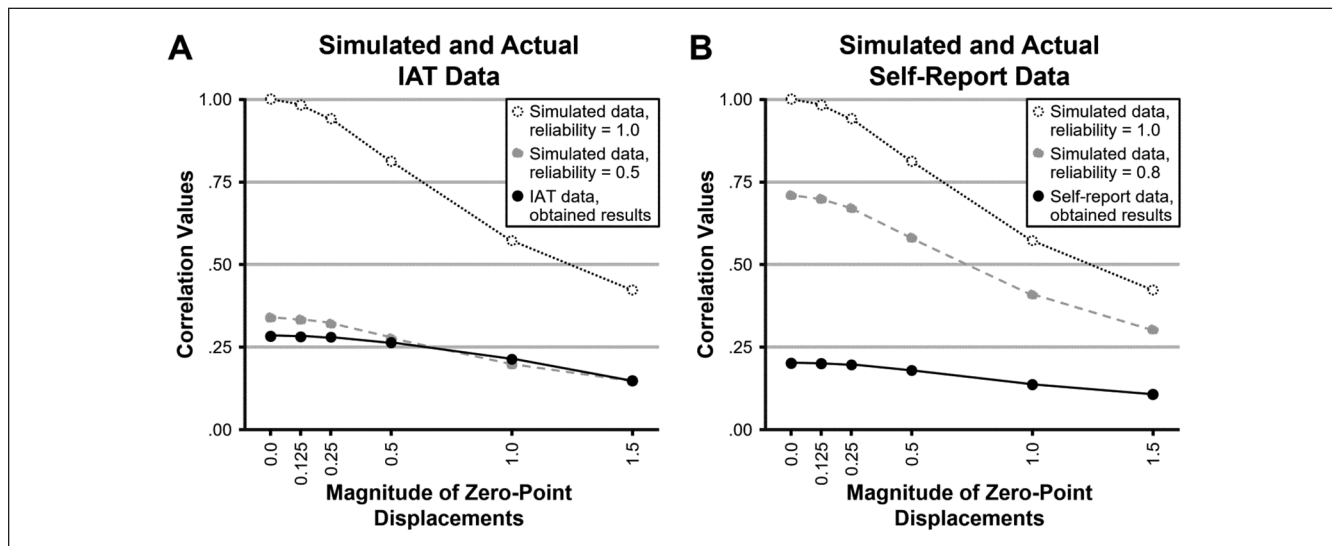 A
Simulated and Actual
IAT Data
Correlation Values
1.00
.75
.50
.25
.00
Simulated data,
reliability = 1.0
Simulated data,
reliability = 0.5
IAT data,
obtained results
0.0
0.125
0.25
0.5
1.0
1.5
Magnitude of Zero-Point
Displacements
B
Simulated and Actual
Self-Report Data
Correlation Values
1.00
.75
.50
.25
.00
Simulated data,
reliability = 1.0
Simulated data,
reliability = 0.8
Self-report data,
obtained results
0.0
0.125
0.25
0.5
1.0
1.5
Magnitude of Zero-Point
Displacements